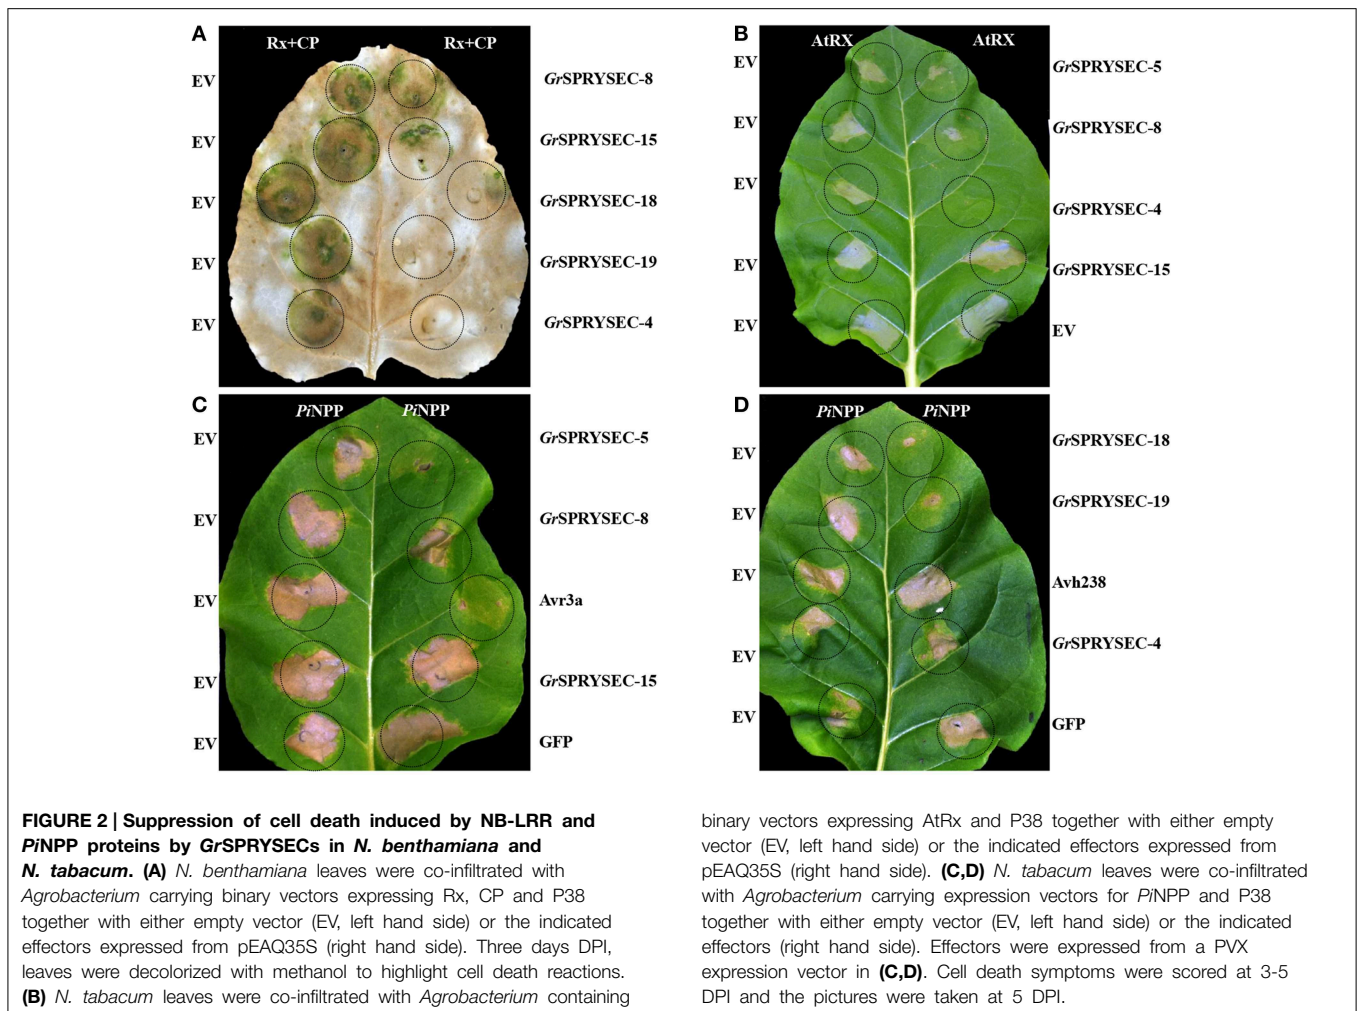 A
Rx+CP
Rx+CP
EV
GrSPRYSEC-8
EV
GrSPRYSEC-15
EV
GrSPRYSEC-18
EV
GrSPRYSEC-19
EV
GrSPRYSEC-4
B
AtRX
AtRX
EV
GrSPRYSEC-5
EV
GrSPRYSEC-8
EV
GrSPRYSEC-4
EV
GrSPRYSEC-15
EV
EV
C
PiNPP
PiNPP
EV
GrSPRYSEC-5
EV
GrSPRYSEC-8
EV
Avr3a
EV
GrSPRYSEC-15
EV
GFP
D
PiNPP
PiNPP
EV
GrSPRYSEC-18
EV
GrSPRYSEC-19
EV
Avh238
EV
GrSPRYSEC-4
EV
GFP
FIGURE 2 | Suppression of cell death induced by NB-LRR and
PiNPP proteins by GrSPRYSECs in N. benthamiana and
N. tabacum. (A) N. benthamiana leaves were co-infiltrated with
Agrobacterium carrying binary vectors expressing Rx, CP and P38
together with either empty vector (EV, left hand side) or the indicated
effectors expressed from pEAQ35S (right hand side). Three days DPI,
leaves were decolorized with methanol to highlight cell death reactions.
(B) N. tabacum leaves were co-infiltrated with Agrobacterium containing
binary vectors expressing AtRx and P38 together with either empty
vector (EV, left hand side) or the indicated effectors expressed from
pEAQ35S (right hand side). (C,D) N. tabacum leaves were co-infiltrated
with Agrobacterium carrying expression vectors for PiNPP and P38
together with either empty vector (EV, left hand side) or the indicated
effectors (right hand side). Effectors were expressed from a PVX
expression vector in (C,D). Cell death symptoms were scored at 3-5
DPI and the pictures were taken at 5 DPI.